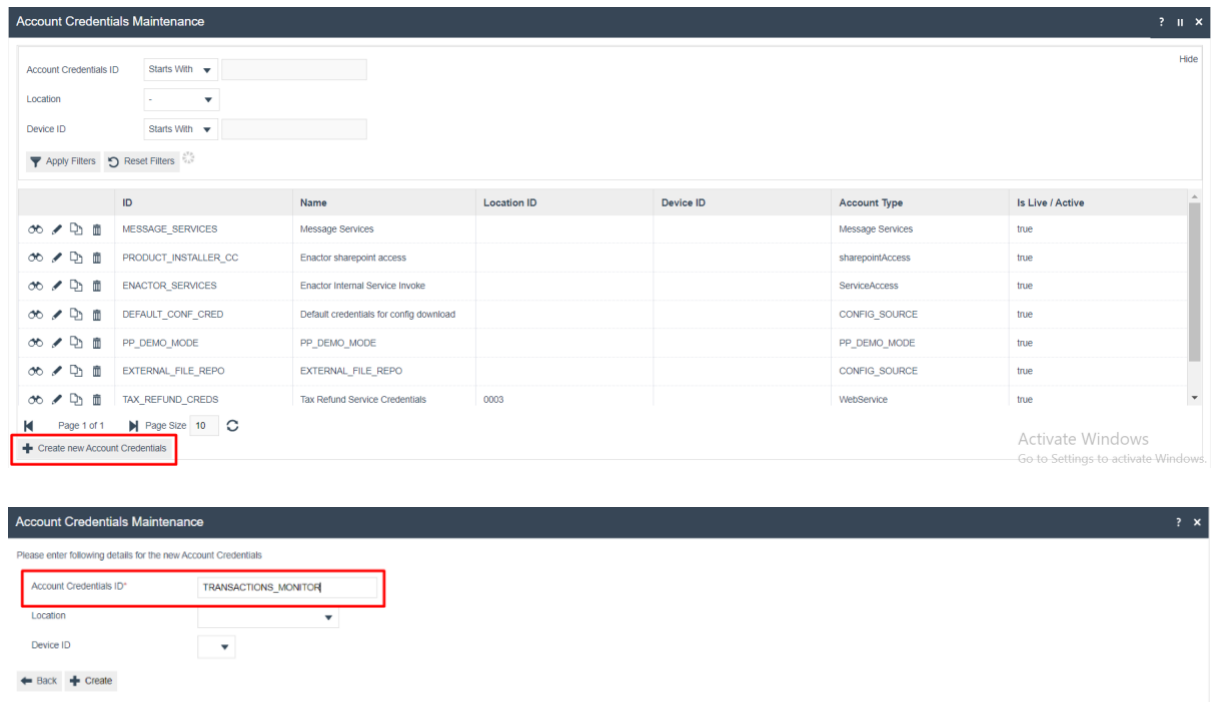 Account Credentials Maintenance ? II ×
Hide
Account Credentials ID Starts With
Location -
Device ID Starts With
Apply Filters Reset Filters
ID Name Location ID Device ID Account Type Is Live / Active
MESSAGE_SERVICES Message Services Message Services true
PRODUCT_INSTALLER_CC Enactor sharepoint access sharepointAccess true
ENACTOR_SERVICES Enactor Internal Service Invoke ServiceAccess true
DEFAULT_CONF_CRED Default credentials for config download CONFIG_SOURCE true
PP_DEMO_MODE PP_DEMO_MODE PP_DEMO_MODE true
EXTERNAL_FILE_REPO EXTERNAL_FILE_REPO CONFIG_SOURCE true
TAX_REFUND_CREDS Tax Refund Service Credentials 0003 WebService true
Page 1 of 1 Page Size 10
Create new Account Credentials
Activate Windows
Go to Settings to activate Windows.
Account Credentials Maintenance ? ×
Please enter following details for the new Account Credentials
Account Credentials ID* TRANSACTIONS_MONITOR
Location
Device ID
Back Create